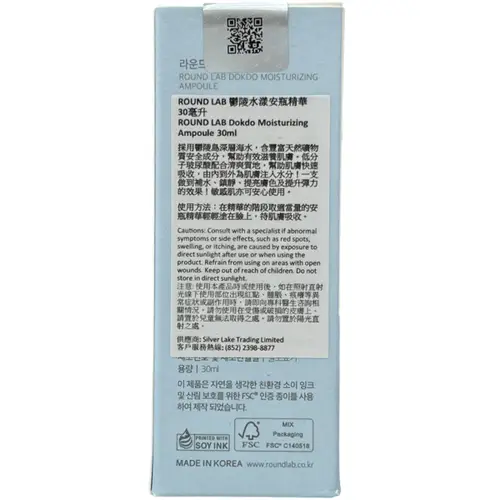 라운드
ROUND LAB DOKDO MOISTURIZING
AMPOULE
ROUND LAB 鬱陵水漾安瓶精華
30毫升
ROUND LAB Dokdo Moisturizing
Ampoule 30ml
採用鬱陵島深層海水，含豐富天然礦物
質安全成分，幫助有效滋養肌膚。低分
子玻尿酸配合清爽質地，幫助肌膚快速
吸收，由內到外為肌膚注人水分！一支
做到補水、鎮靜、提亮膚色及提升彈力
的效果！敏感肌亦可安心使用。
使用方法：在精華的階段取適當量的安
瓶精華輕輕塗在臉上，待肌膚吸收。
Cautions: Consult with a specialist if abnormal
symptoms or side effects, such as red spots,
swelling, or itching, are caused by exposure to
direct sunlight after use or when using the
product. Refrain from using on areas with open
wounds. Keep out of reach of children. Do not
store in direct sunlight.
注意: 使用本產品時或使用後，如在照射直射
光線下使用部位出現紅點、腫脹、痕癢等異
常症狀或副作用時，請即向專科醫生咨詢相
關情況。請勿使用在受傷或破損的皮膚上。
請置於兒童無法取得之處。請勿置於陽光直
射之處。
供應商: Silver Lake Trading Limited
客戶服務熱線: (852) 2398-8877
용량 | 30ml
이 제품은 자연을 생각한 친환경 소이 잉크
및 산림 보호를 위한 FSC® 인증 종이를 사용
하여 제작 되었습니다.
PRINTED WITH
SOY INK
FSC
MIX
Packaging
FSC® C140518
MADE IN KOREA
www.roundlab.co.kr